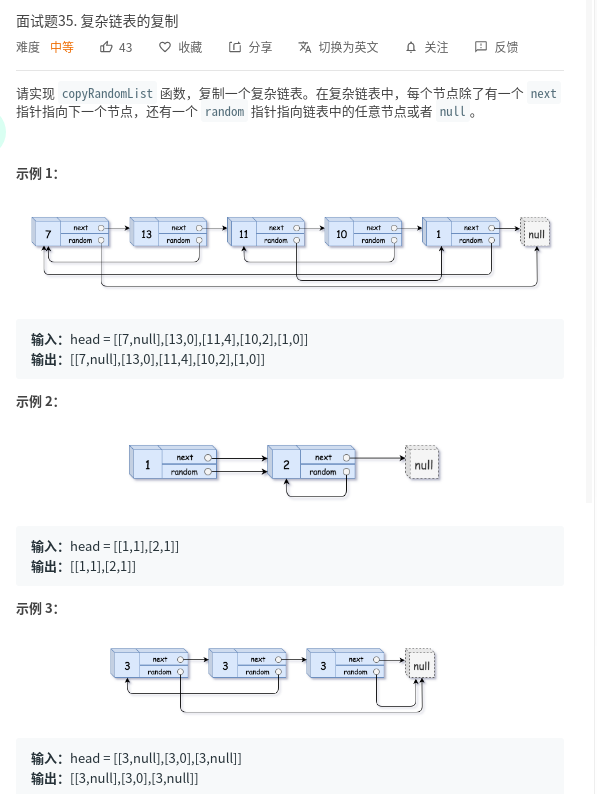 面试题35. 复杂链表的复制
难度 中等 43 收藏 分享 切换为英文 关注 反馈
请实现 copyRandomList 函数，复制一个复杂链表。在复杂链表中，每个节点除了有一个 next
指针指向下一个节点，还有一个 random 指针指向链表中的任意节点或者 null 。
示例 1：
7 next random 13 next random 11 next random 10 next random 1 next random null
输入：head = [[7,null],[13,0],[11,4],[10,2],[1,0]]
输出：[[7,null],[13,0],[11,4],[10,2],[1,0]]
示例 2：
1 next random 2 next random null
输入：head = [[1,1],[2,1]]
输出：[[1,1],[2,1]]
示例 3：
3 next random 3 next random 3 next random null
输入：head = [[3,null],[3,0],[3,null]]
输出：[[3,null],[3,0],[3,null]]